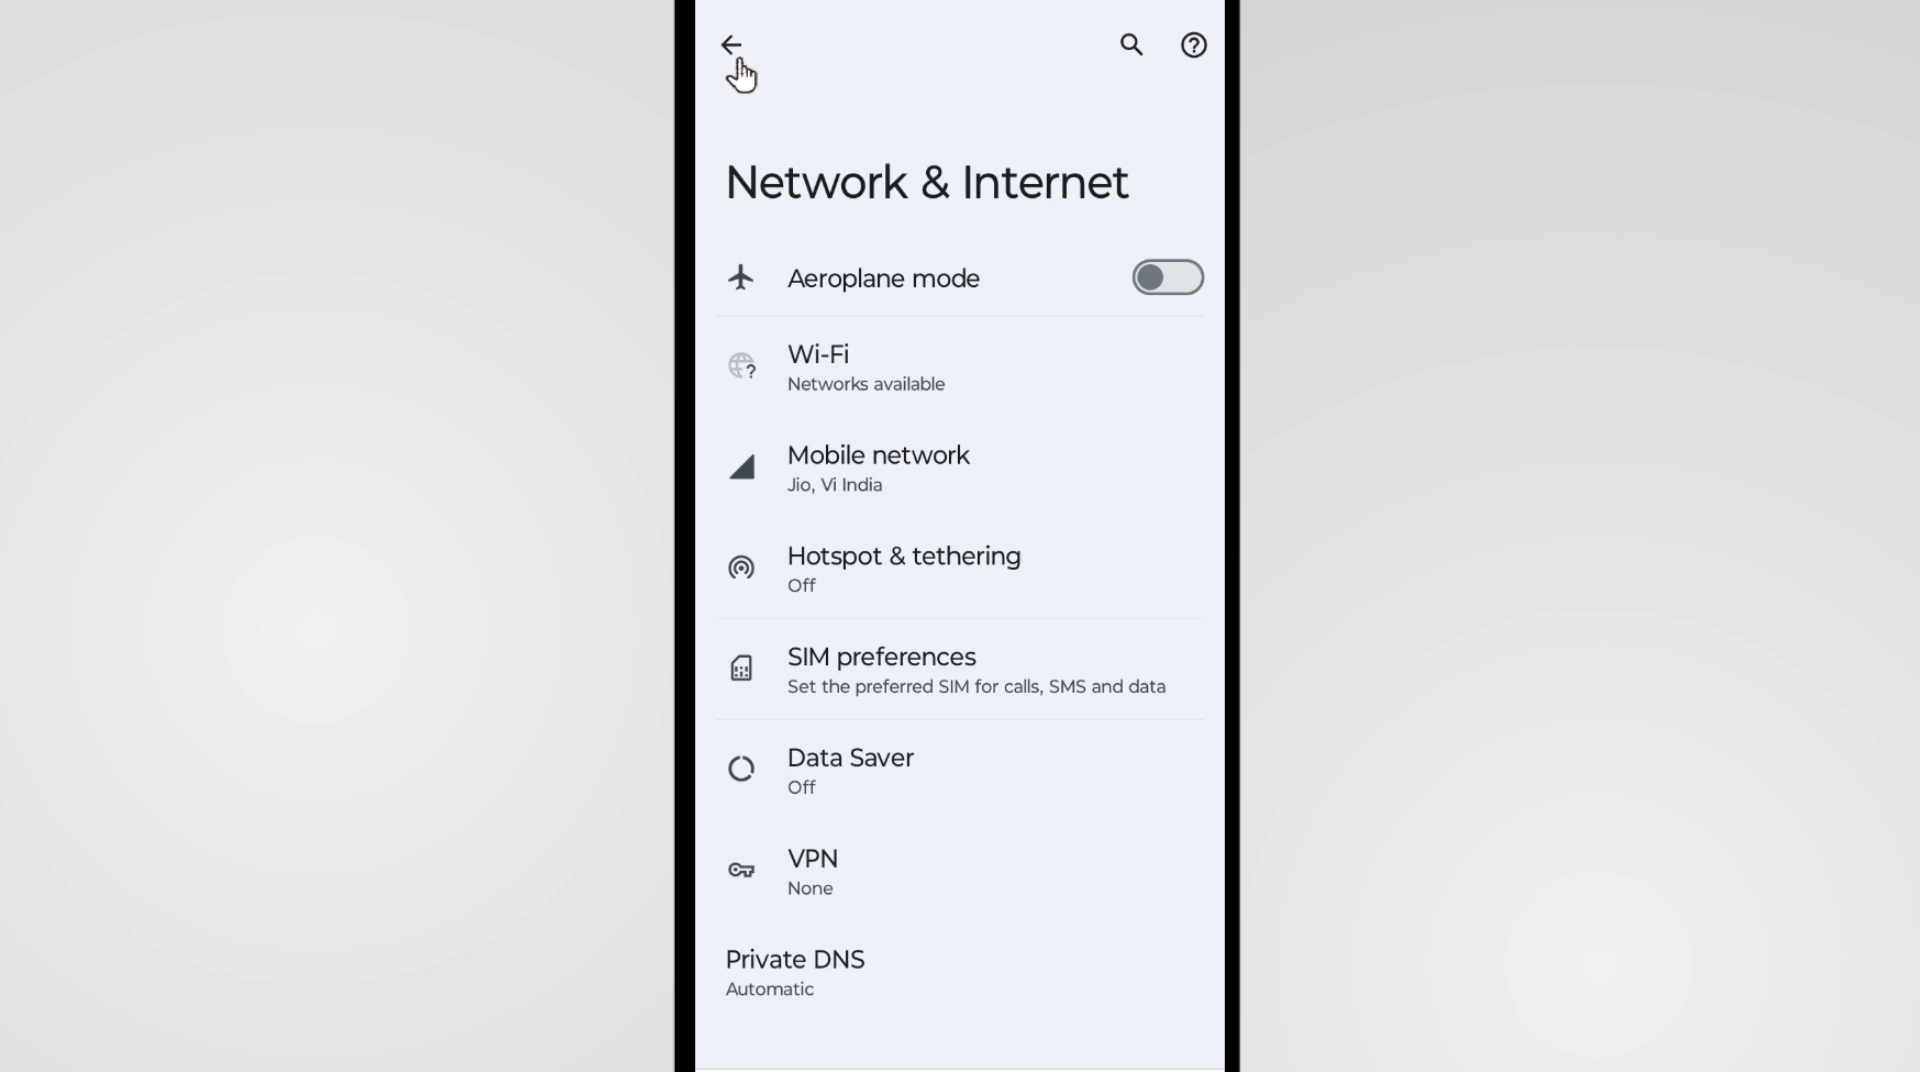 Network & Internet
Aeroplane mode
Wi-Fi
Networks available
Mobile network
Jio, Vi India
Hotspot & tethering
Off
SIM preferences
Set the preferred SIM for calls, SMS and data
Data Saver
Off
VPN
None
Private DNS
Automatic